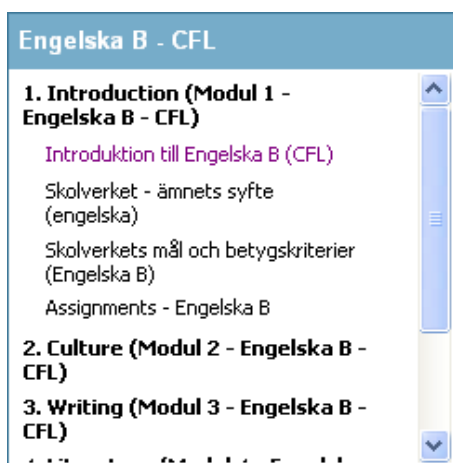 Engelska B - CFL
1. Introduction (Modul 1 -
Engelska B - CFL)
Introduktion till Engelska B (CFL)
Skolverket - ämnets syfte
(engelska)
Skolverkets mål och betygskriterier
(Engelska B)
Assignments - Engelska B
2. Culture (Modul 2 - Engelska B -
CFL)
3. Writing (Modul 3 - Engelska B -
CFL)